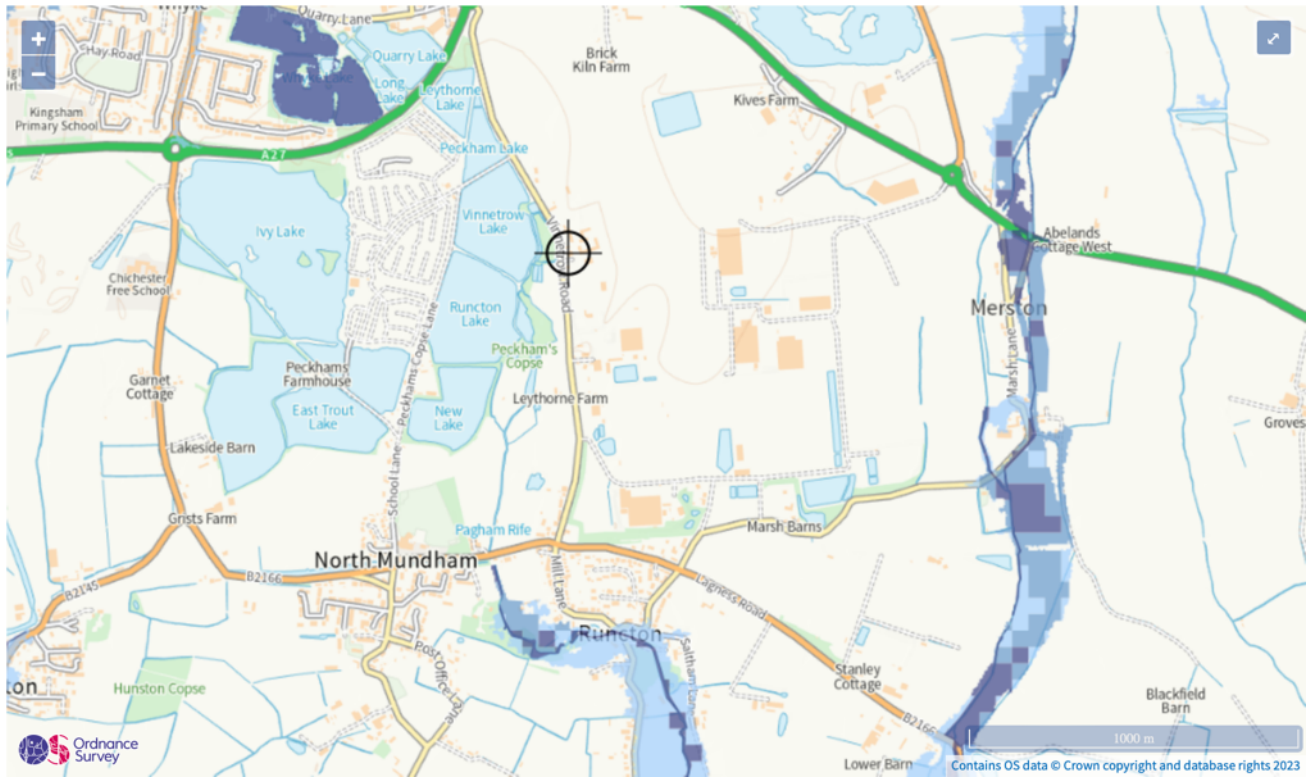 Whyke
Quarry Lane
+
−
Hay Road
Quarry Lake
Brick
Kiln Farm
Whyke Lake
Long
Lake
Leythorne
Lake
Kives Farm
Kingsham
Primary School
A27
Peckham Lake
Vinnetrow
Lake
Vinnetrow Road
Ivy Lake
Abelands
Cottage West
Chichester
Free School
Runcton
Lake
Merston
Peckhams Copse Lane
Peckham's
Copse
Marsh Lane
Peckhams
Farmhouse
Garnet
Cottage
Leythorne Farm
East Trout
Lake
New
Lake
Groves
Lakeside Barn
School Lane
Grists Farm
Pagham Rife
Marsh Barns
North Mundham
B2166
B2145
Mill Lane
Lagness Road
Runcton
Post Office Lane
Saltham Lane
Stanley
Cottage
ton
Hunston Copse
Blackfield
Barn
B2166
Ordnance
Survey
1000 m
Lower Barn
Contains OS data © Crown copyright and database rights 2023